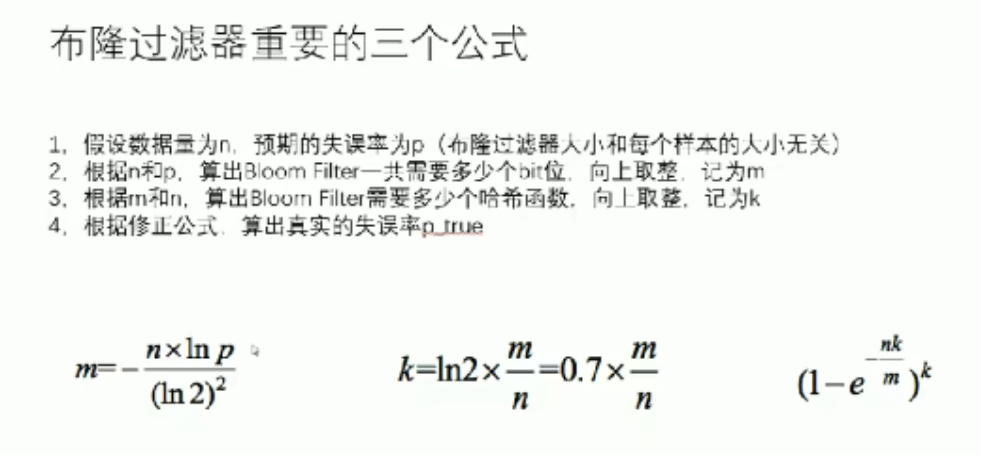 布隆过滤器重要的三个公式
1，假设数据量为n，预期的失误率为p（布隆过滤器大小和每个样本的大小无关）
2，根据n和p，算出Bloom Filter一共需要多少个bit位，向上取整，记为m
3，根据m和n，算出Bloom Filter需要多少个哈希函数，向上取整，记为k
4，根据修正公式，算出真实的失误率p_true
m=-\frac{n×ln p}{(ln 2)^2}
k=ln2×\frac{m}{n}=0.7×\frac{m}{n}
(1-e^{-\frac{nk}{m}})^k